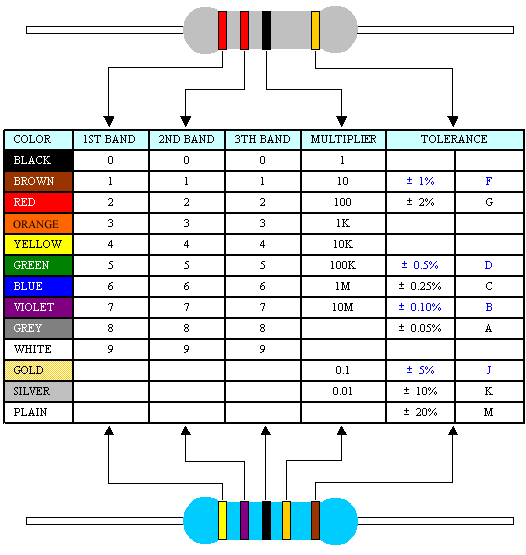 COLOR 1ST BAND 2ND BAND 3TH BAND MULTIPLIER TOLERANCE
BLACK 0 0 0 1
BROWN 1 1 1 10 ± 1% F
RED 2 2 2 100 ± 2% G
ORANGE 3 3 3 1K
YELLOW 4 4 4 10K
GREEN 5 5 5 100K ± 0.5% D
BLUE 6 6 6 1M ± 0.25% C
VIOLET 7 7 7 10M ± 0.10% B
GREY 8 8 8 ± 0.05% A
WHITE 9 9 9
GOLD 0.1 ± 5% J
SILVER 0.01 ± 10% K
PLAIN ± 20% M